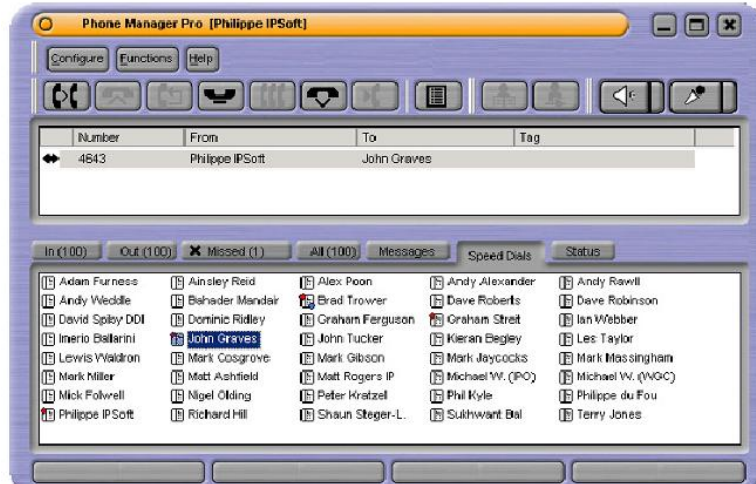 Phone Manager Pro [Philippe IPSoft]
Configure Functions Help
Number From To Tag
4643 Philippe IPSoft John Graves
In (100) Out (100) Missed (1) All (100) Messages Speed Dials Status
Adam Furness Ainsley Reid Alex Poon Andy Alexander Andy Rawll
Andy Weddle Bahader Mandair Brad Trower Dave Roberts Dave Robinson
David Spiby DDI Dominic Ridley Graham Ferguson Graham Streit Ian Webber
Imerio Ballarini John Graves John Tucker Kieran Begley Les Taylor
Lewis Waldron Mark Cosgrove Mark Gibson Mark Jaycocks Mark Massingham
Mark Miller Matt Ashfield Matt Rogers IP Michael W. (IPO) Michael W. (WGC)
Mick Folwell Nigel Olding Peter Kratzel Phil Kyle Philippe du Fou
Philippe IPSoft Richard Hill Shaun Steger-L. Sukhwant Bal Terry Jones